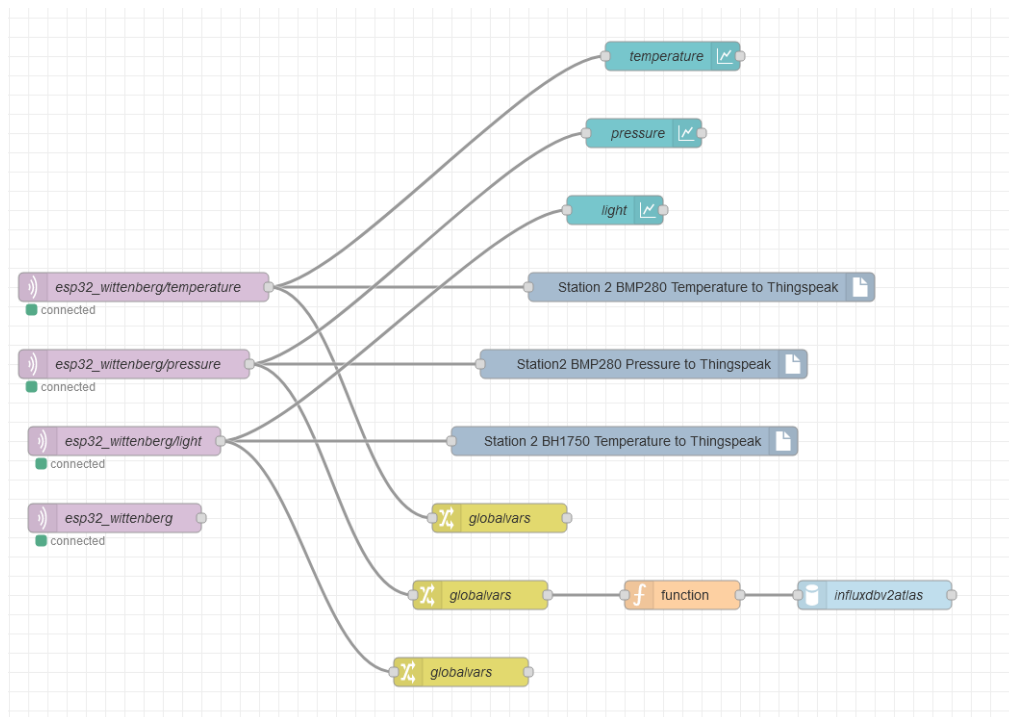 temperature
pressure
light
esp32_wittenberg/temperature
Station 2 BMP280 Temperature to Thingspeak
connected
esp32_wittenberg/pressure
Station2 BMP280 Pressure to Thingspeak
connected
esp32_wittenberg/light
Station 2 BH1750 Temperature to Thingspeak
connected
esp32_wittenberg
globalvars
connected
globalvars
function
influxdbv2atlas
globalvars